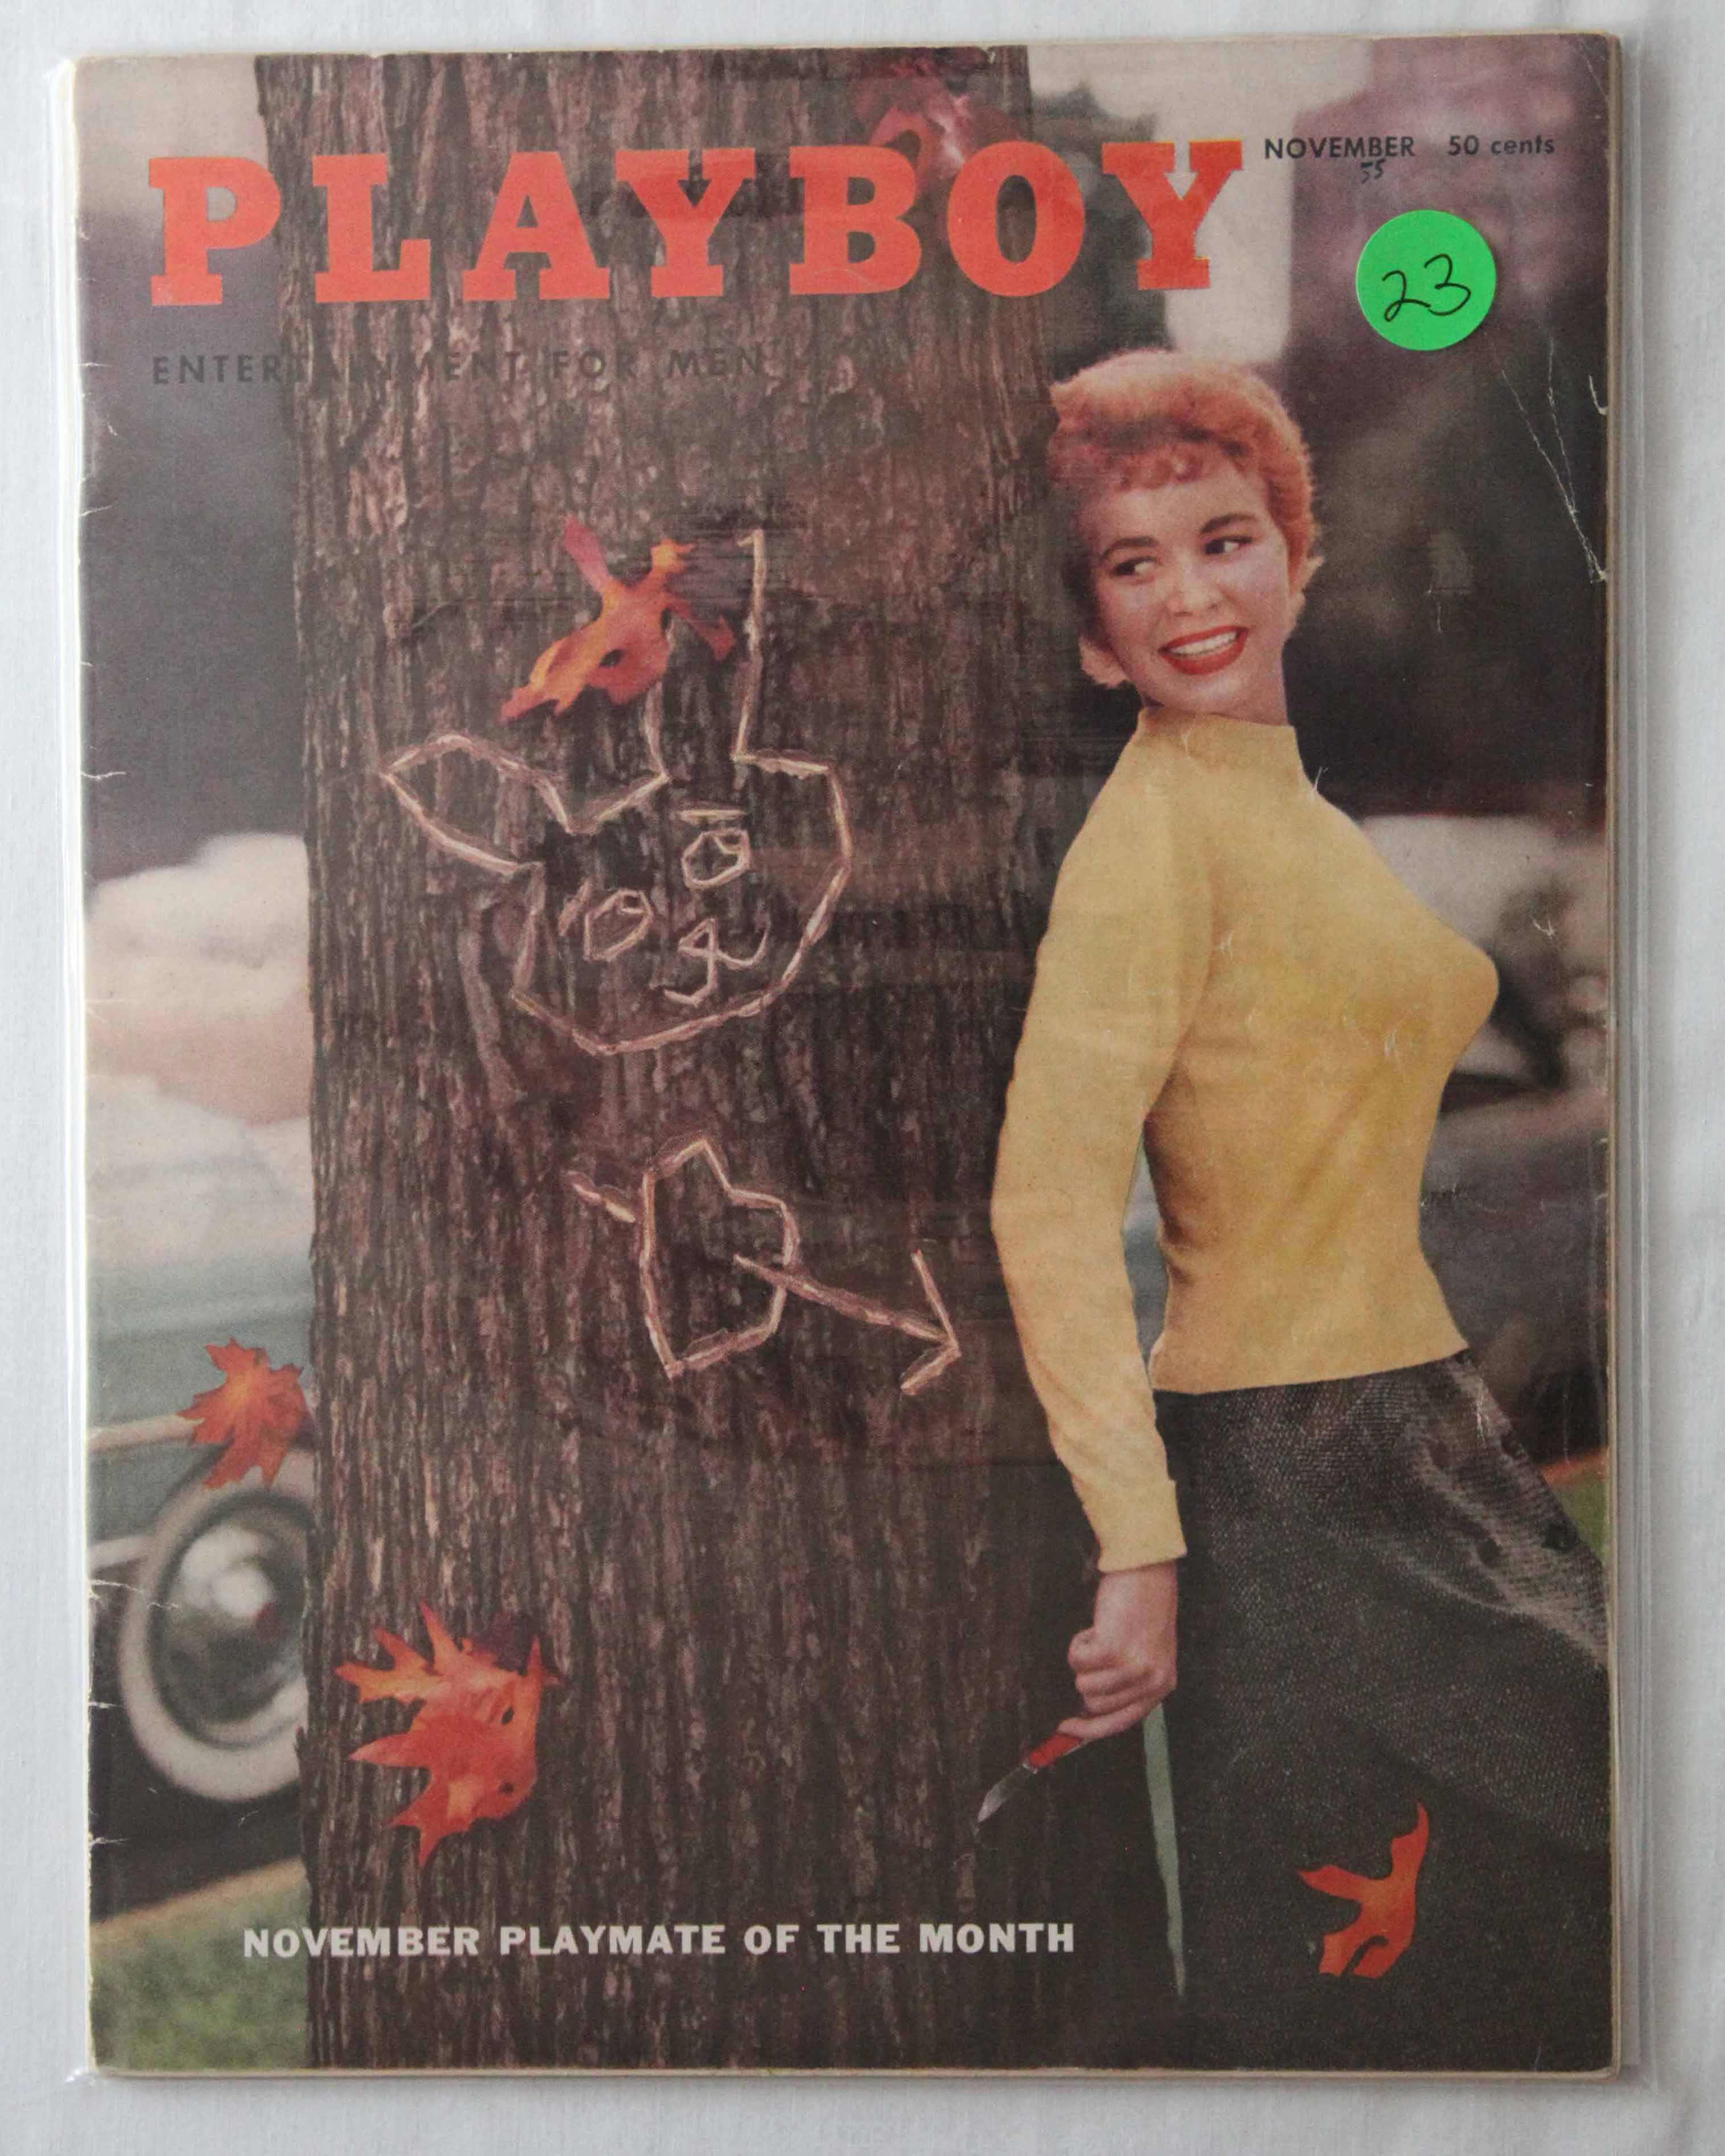 PLAYBOY
NOVEMBER 50 cents
55
23
ENTERTAINMENT FOR MEN
NOVEMBER PLAYMATE OF THE MONTH